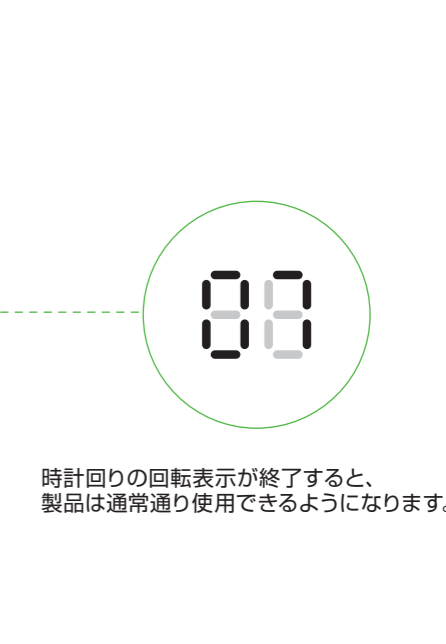 07
時計回りの回転表示が終了すると、
製品は通常通り使用できるようになります。